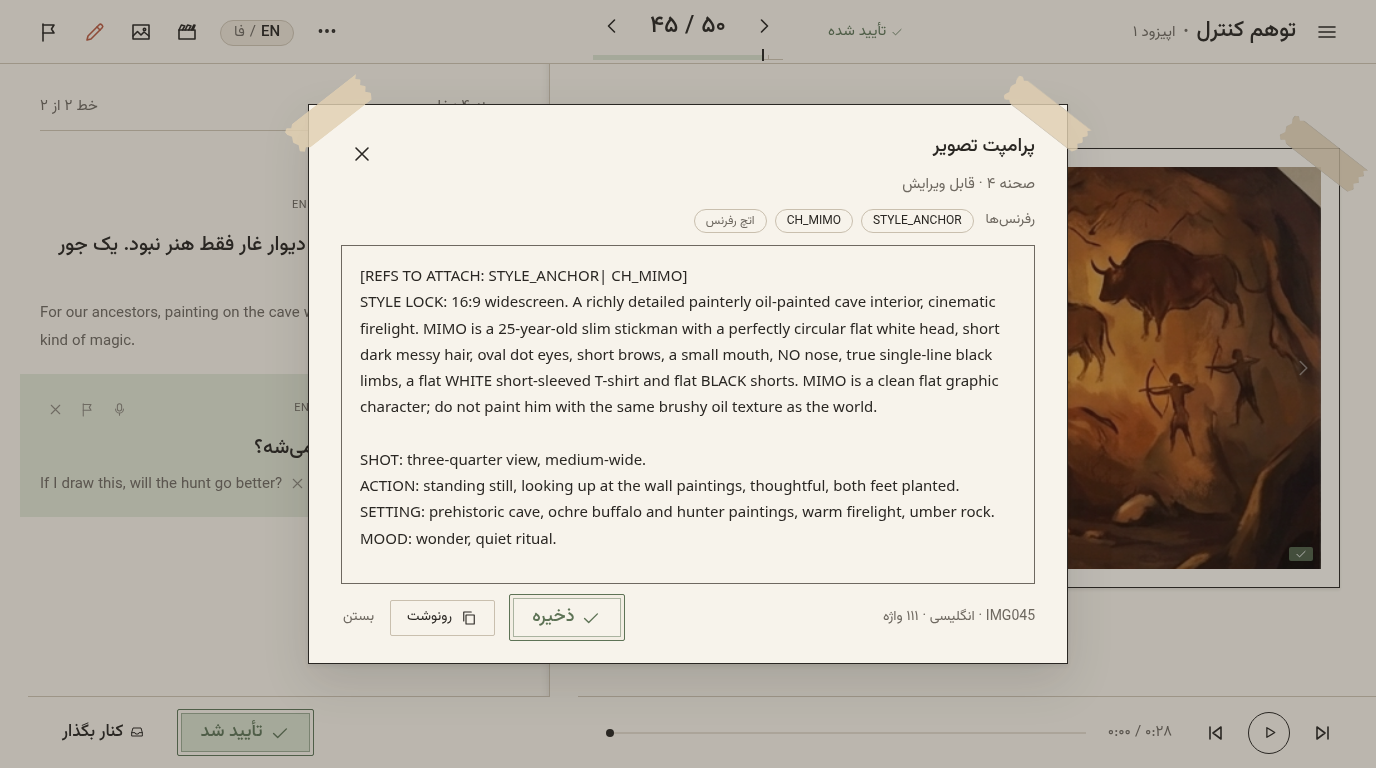 توهم کنترل · اپیزود ۱
تأیید شده
۴۵ / ۵۰
EN / فا
خط ۲ از ۲
EN
دیوار غار فقط هنر نبود. یک جور
For our ancestors, painting on the cave
kind of magic.
EN
می‌شه؟
If I draw this, will the hunt go better?
پرامپت تصویر
صحنه ۴ · قابل ویرایش
رفرنس‌ها
STYLE_ANCHOR
CH_MIMO
اتچ رفرنس
[REFS TO ATTACH: STYLE_ANCHOR| CH_MIMO]
STYLE LOCK: 16:9 widescreen. A richly detailed painterly oil-painted cave interior, cinematic
firelight. MIMO is a 25-year-old slim stickman with a perfectly circular flat white head, short
dark messy hair, oval dot eyes, short brows, a small mouth, NO nose, true single-line black
limbs, a flat WHITE short-sleeved T-shirt and flat BLACK shorts. MIMO is a clean flat graphic
character; do not paint him with the same brushy oil texture as the world.
SHOT: three-quarter view, medium-wide.
ACTION: standing still, looking up at the wall paintings, thoughtful, both feet planted.
SETTING: prehistoric cave, ochre buffalo and hunter paintings, warm firelight, umber rock.
MOOD: wonder, quiet ritual.
IMG045 · انگلیسی · ۱۱۱ واژه
ذخیره
رونوشت
بستن
۰:۰۰ / ۰:۲۸
تأیید شد
کنار بگذار